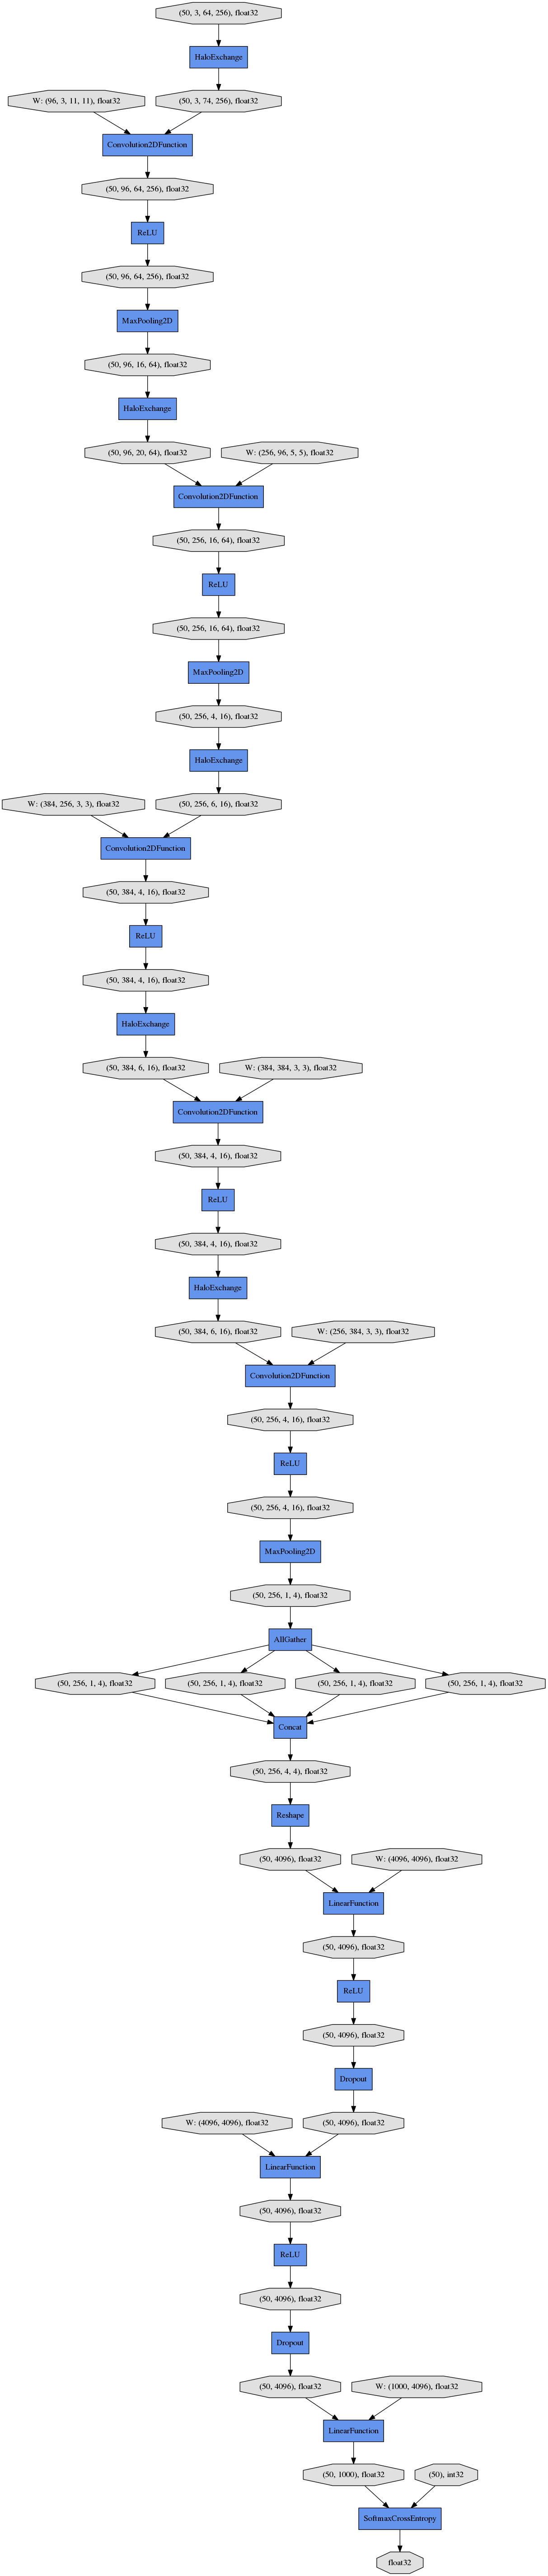 (50, 3, 64, 256), float32
HaloExchange
W: (96, 3, 11, 11), float32
(50, 3, 74, 256), float32
Convolution2DFunction
(50, 96, 64, 256), float32
ReLU
(50, 96, 64, 256), float32
MaxPooling2D
(50, 96, 16, 64), float32
HaloExchange
(50, 96, 20, 64), float32
W: (256, 96, 5, 5), float32
Convolution2DFunction
(50, 256, 16, 64), float32
ReLU
(50, 256, 16, 64), float32
MaxPooling2D
(50, 256, 4, 16), float32
HaloExchange
W: (384, 256, 3, 3), float32
(50, 256, 6, 16), float32
Convolution2DFunction
(50, 384, 4, 16), float32
ReLU
(50, 384, 4, 16), float32
HaloExchange
(50, 384, 6, 16), float32
W: (384, 384, 3, 3), float32
Convolution2DFunction
(50, 384, 4, 16), float32
ReLU
(50, 384, 4, 16), float32
HaloExchange
(50, 384, 6, 16), float32
W: (256, 384, 3, 3), float32
Convolution2DFunction
(50, 256, 4, 16), float32
ReLU
(50, 256, 4, 16), float32
MaxPooling2D
(50, 256, 1, 4), float32
AllGather
(50, 256, 1, 4), float32
(50, 256, 1, 4), float32
(50, 256, 1, 4), float32
(50, 256, 1, 4), float32
Concat
(50, 256, 4, 4), float32
Reshape
(50, 4096), float32
W: (4096, 4096), float32
LinearFunction
(50, 4096), float32
ReLU
(50, 4096), float32
Dropout
W: (4096, 4096), float32
(50, 4096), float32
LinearFunction
(50, 4096), float32
ReLU
(50, 4096), float32
Dropout
(50, 4096), float32
W: (1000, 4096), float32
LinearFunction
(50, 1000), float32
(50), int32
SoftmaxCrossEntropy
float32